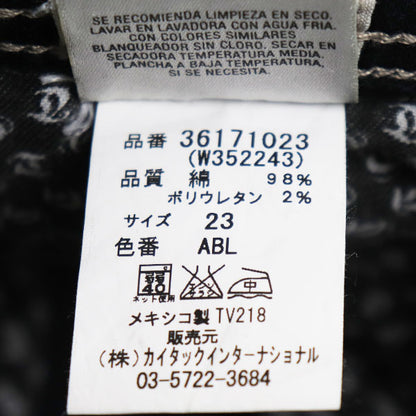 SE RECOMIENDA LIMPIEZA EN SECO.
LAVAR EN LAVADORA CON AGUA FRIA.
CON COLORES SIMILARES
BLANQUEADOR SIN CLORO. SECAR EN
SECADORA TEMPERATURA MEDIA,
PLANCHA A BAJA TEMPERATURA,
SI SE NECESITA.
品番 36171023
(W352243)
品質 綿 98%
ポリウレタン 2%
サイズ 23
色番 ABL
40 中
ネット使用
メキシコ製 TV218
販売元
(株)カイタックインターナショナル
03-5722-3684